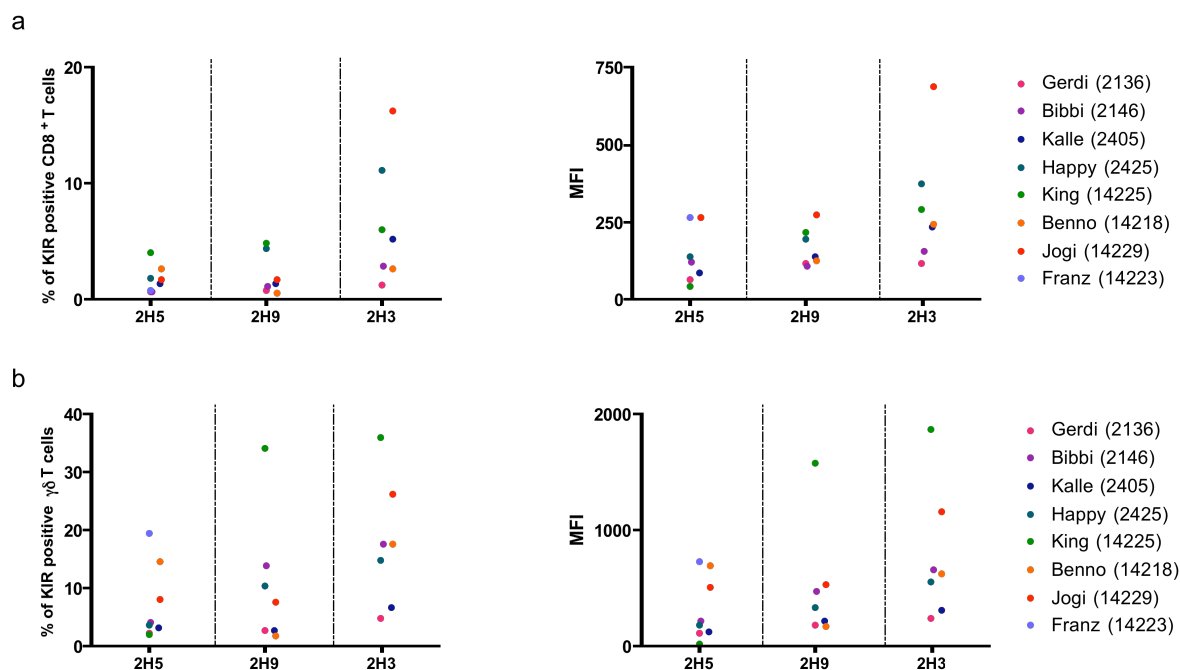 a
% of KIR positive CD8 + T cells
20
10
0
2H5 2H9 2H3
MFI
750
500
250
0
2H5 2H9 2H3
Gerdi (2136)
Bibbi (2146)
Kalle (2405)
Happy (2425)
King (14225)
Benno (14218)
Jogi (14229)
Franz (14223)
b
% of KIR positive γδ T cells
40
30
20
10
0
2H5 2H9 2H3
MFI
2000
1000
0
2H5 2H9 2H3
Gerdi (2136)
Bibbi (2146)
Kalle (2405)
Happy (2425)
King (14225)
Benno (14218)
Jogi (14229)
Franz (14223)